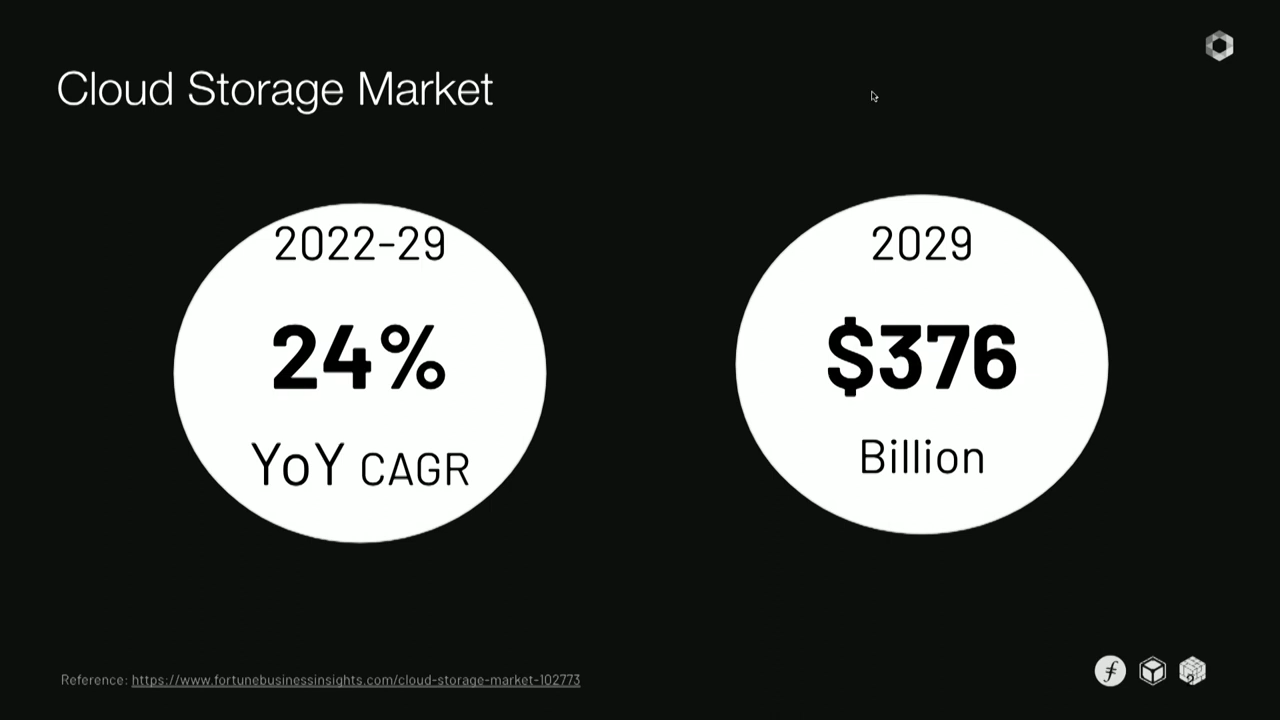 Cloud Storage Market
2022-29
24%
YoY CAGR
2029
$376
Billion
Reference: https://www.fortunebusinessinsights.com/cloud-storage-market-102773